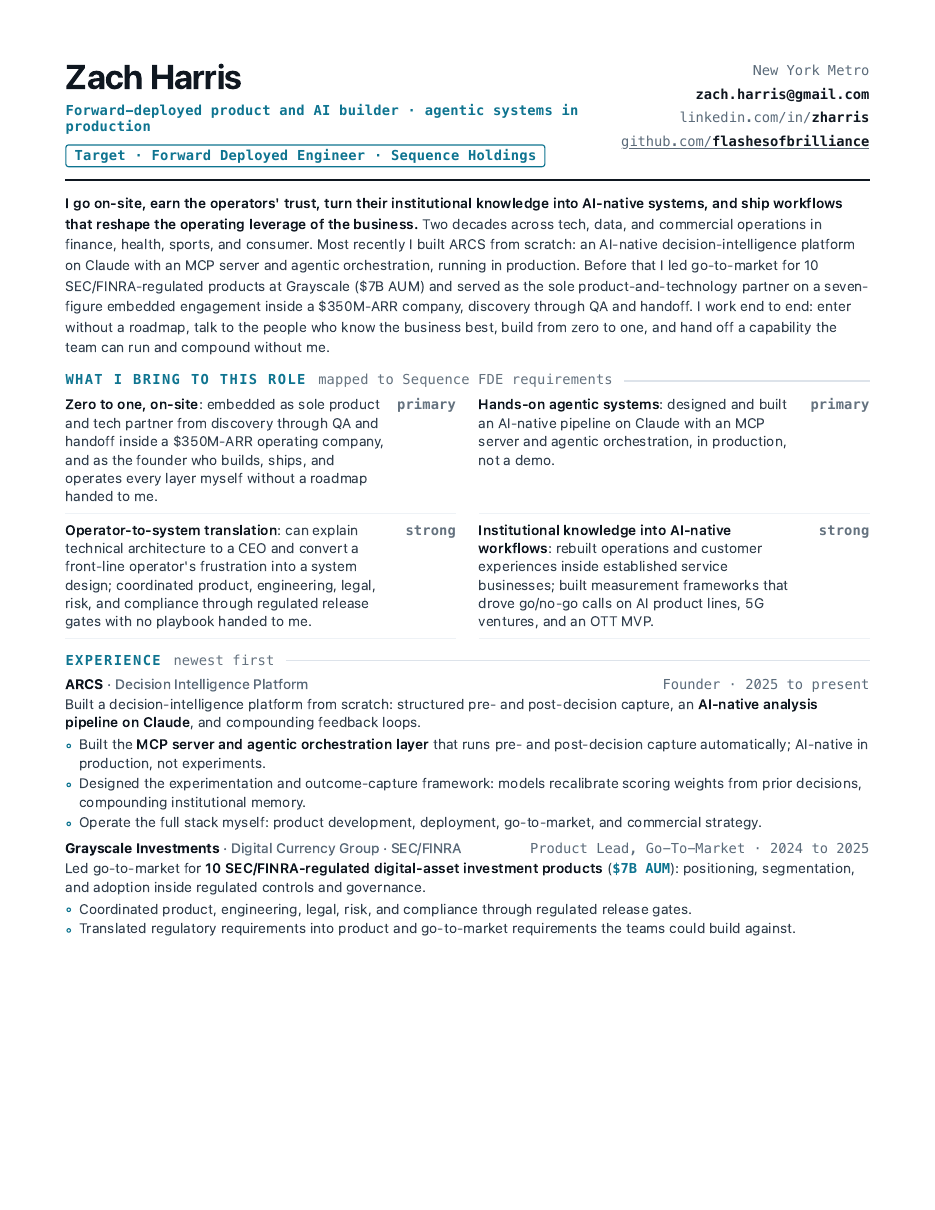 Zach Harris
New York Metro
zach.harris@gmail.com
linkedin.com/in/zharris
github.com/flashesofbrilliance
Forward-deployed product and AI builder · agentic systems in
production
Target · Forward Deployed Engineer · Sequence Holdings
I go on-site, earn the operators' trust, turn their institutional knowledge into AI-native systems, and ship workflows
that reshape the operating leverage of the business. Two decades across tech, data, and commercial operations in
finance, health, sports, and consumer. Most recently I built ARCS from scratch: an AI-native decision-intelligence platform
on Claude with an MCP server and agentic orchestration, running in production. Before that I led go-to-market for 10
SEC/FINRA-regulated products at Grayscale ($7B AUM) and served as the sole product-and-technology partner on a seven-
figure embedded engagement inside a $350M-ARR company, discovery through QA and handoff. I work end to end: enter
without a roadmap, talk to the people who know the business best, build from zero to one, and hand off a capability the
team can run and compound without me.
WHAT I BRING TO THIS ROLE mapped to Sequence FDE requirements
Zero to one, on-site: embedded as sole product primary
and tech partner from discovery through QA and
handoff inside a $350M-ARR operating company,
and as the founder who builds, ships, and
operates every layer myself without a roadmap
handed to me.
Hands-on agentic systems: designed and built primary
an AI-native pipeline on Claude with an MCP
server and agentic orchestration, in production,
not a demo.
Operator-to-system translation: can explain strong
technical architecture to a CEO and convert a
front-line operator's frustration into a system
design; coordinated product, engineering, legal,
risk, and compliance through regulated release
gates with no playbook handed to me.
Institutional knowledge into AI-native strong
workflows: rebuilt operations and customer
experiences inside established service
businesses; built measurement frameworks that
drove go/no-go calls on AI product lines, 5G
ventures, and an OTT MVP.
EXPERIENCE newest first
ARCS · Decision Intelligence Platform Founder · 2025 to present
Built a decision-intelligence platform from scratch: structured pre- and post-decision capture, an AI-native analysis
pipeline on Claude, and compounding feedback loops.
Built the MCP server and agentic orchestration layer that runs pre- and post-decision capture automatically; AI-native in
production, not experiments.
Designed the experimentation and outcome-capture framework: models recalibrate scoring weights from prior decisions,
compounding institutional memory.
Operate the full stack myself: product development, deployment, go-to-market, and commercial strategy.
Grayscale Investments · Digital Currency Group · SEC/FINRA Product Lead, Go-To-Market · 2024 to 2025
Led go-to-market for 10 SEC/FINRA-regulated digital-asset investment products ($7B AUM): positioning, segmentation,
and adoption inside regulated controls and governance.
Coordinated product, engineering, legal, risk, and compliance through regulated release gates.
Translated regulatory requirements into product and go-to-market requirements the teams could build against.